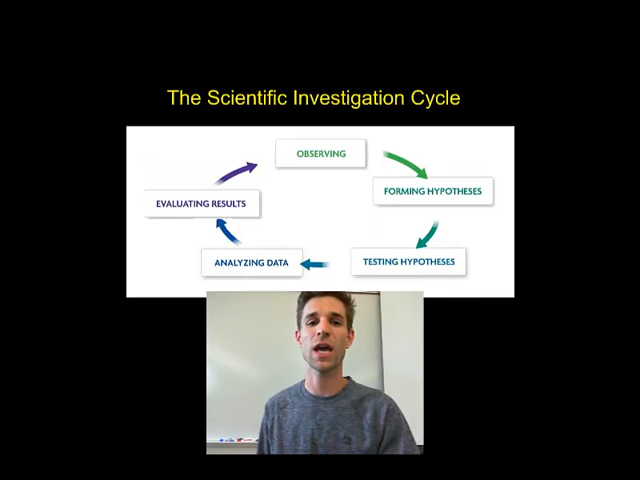 The Scientific Investigation Cycle
OBSERVING
FORMING HYPOTHESES
EVALUATING RESULTS
ANALYZING DATA
TESTING HYPOTHESES